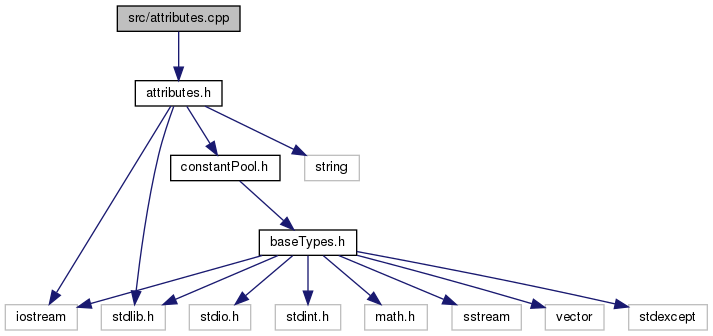 src/attributes.cpp
attributes.h
constantPool.h
string
baseTypes.h
iostream
stdlib.h
stdio.h
stdint.h
math.h
sstream
vector
stdexcept